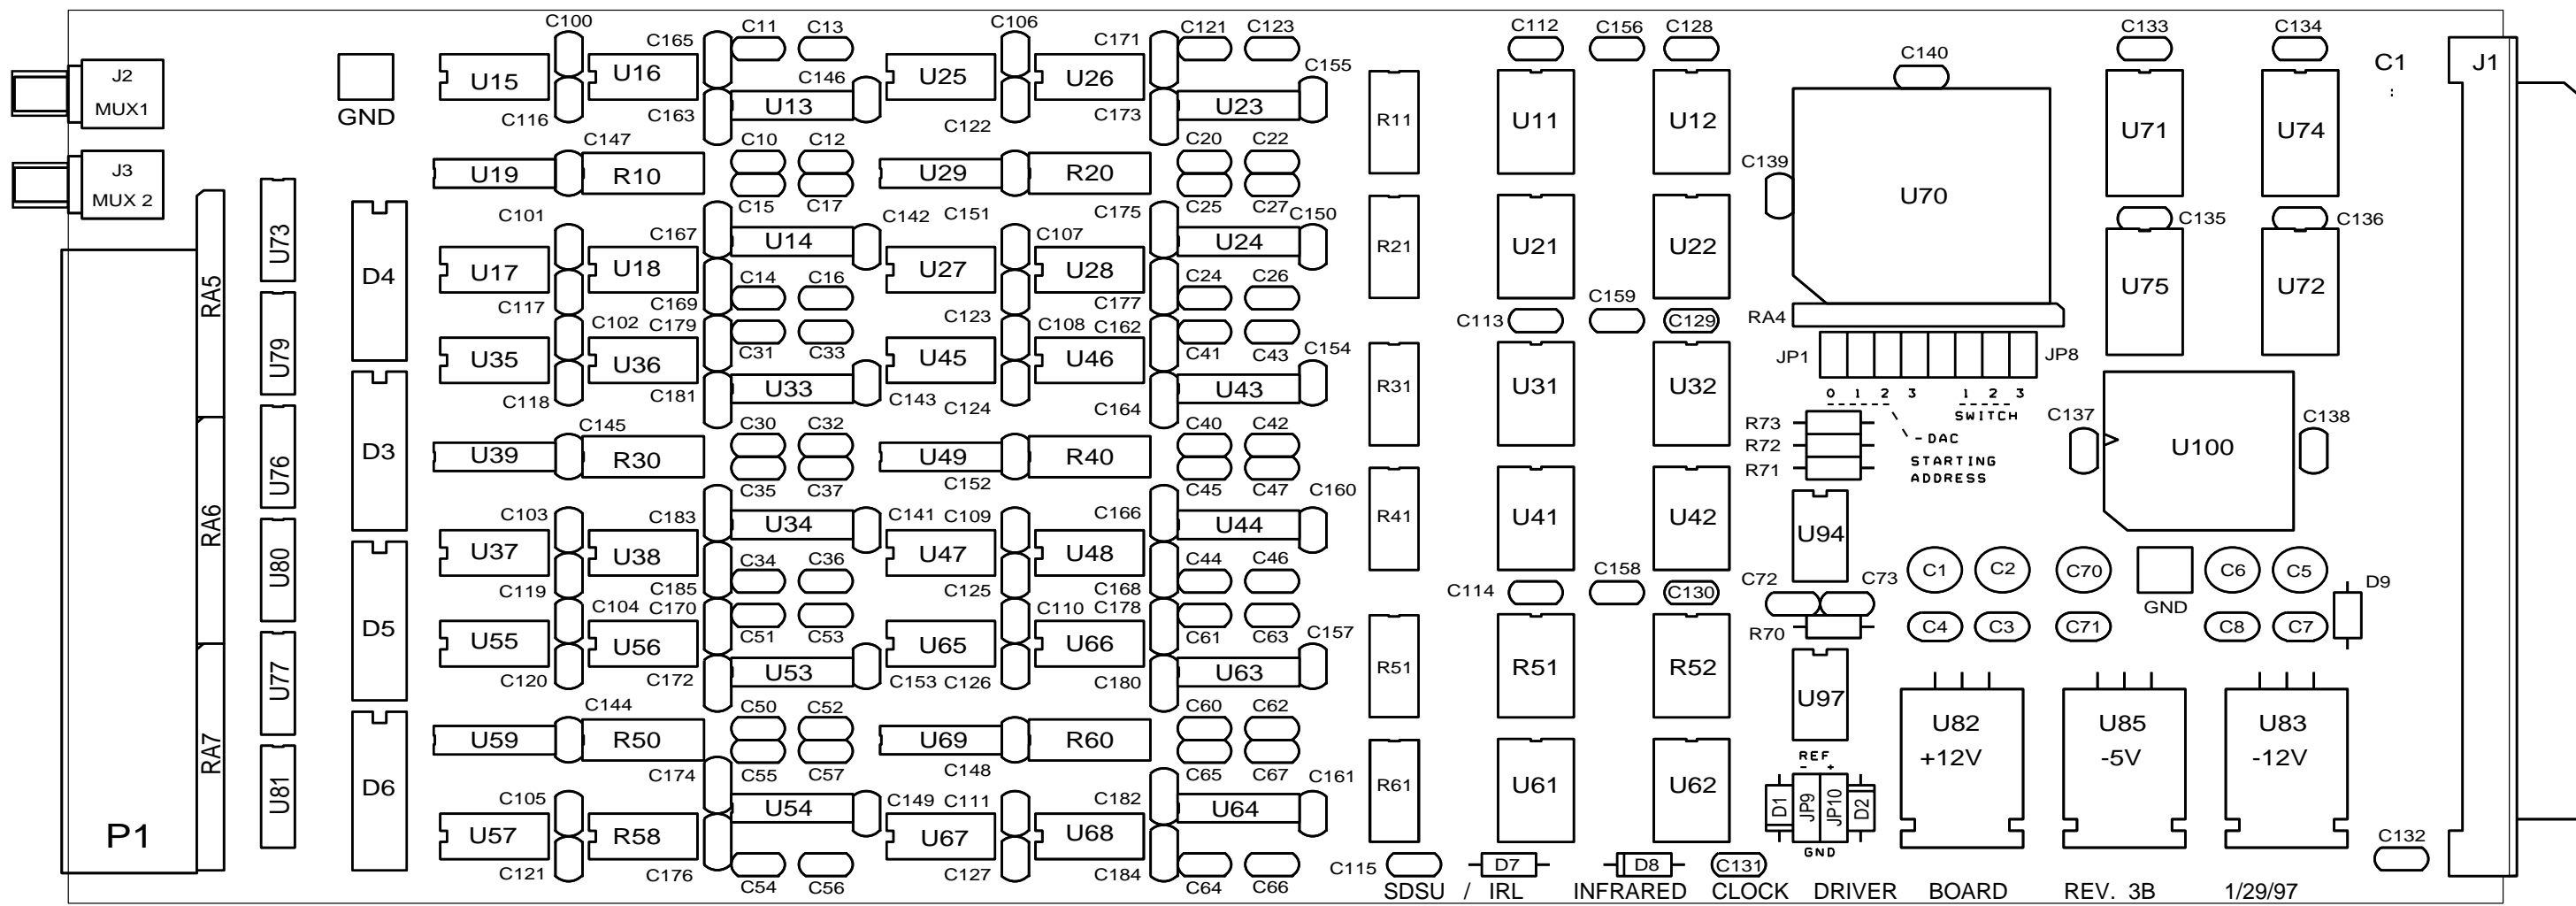 C100 C106
C165 C11 C13 C171 C121 C123 C112 C156 C128 C133 C134
J2 U15 U16 C146 U25 U26 C155 C140 C1 J1
MUX1 GND C116 C163 U13 C122 C173 U23 R11 U11 U12 U71 U74
C147 C10 C12 C20 C22 C139
J3 U19 R10 U29 R20
MUX 2 U70
C101 C15 C17 C142 C151 C175 C25 C27 C150
U73 C167 U14 C107 U24 R21 U21 U22 C135 C136
D4 U17 U18 U27 U28
RA5 C117 C169 C14 C16 C177 C24 C26 C159 U75 U72
C102 C179 C123 C108 C162 C113 C129 RA4
U79 U35 U36 C31 C33 U45 U46 C41 C43 C154 JP1 JP8
C118 C181 U33 C143 C124 C164 U43 R31 U31 U32
0 1 2 3 1 2 3
SWITCH
C145 C30 C32 C40 C42 R73 C137 C138
D3 U39 R30 U49 R40 R72 - DAC U100
U76 R71 STARTING
C35 C37 C152 C45 C47 C160 ADDRESS
RA6 C103 C183 U34 C141 C109 C166 U44 R41 U41 U42
U37 U38 U47 U48 U94
U80 C119 C185 C34 C36 C125 C168 C44 C46 C158 C72 C73 C1 C2 C70 C6 C5
C114 C130 D9
C104 C170 C110 C178 GND
D5 U55 U56 C51 C53 U65 U66 C61 C63 C157 R70 C4 C3 C71 C8 C7
C120 C172 U53 C153 C126 C180 U63 R51 R51 R52
U77 U97
C144 C50 C52 C60 C62 U82 U85 U83
RA7 U59 R50 U69 R60 +12V -5V -12V
C174 C55 C57 C148 C65 C67 C161 REF
- +
D6 U81 C105 U54 C149 C111 C182 U64 R61 U61 U62 D1 JP9 JP10 D2
P1 U57 R58 U67 U68
GND C132
C121 C176 C54 C56 C127 C184 C64 C66 C115 D7 D8 C131
SDSU / IRL INFRARED CLOCK DRIVER BOARD REV. 3B 1/29/97